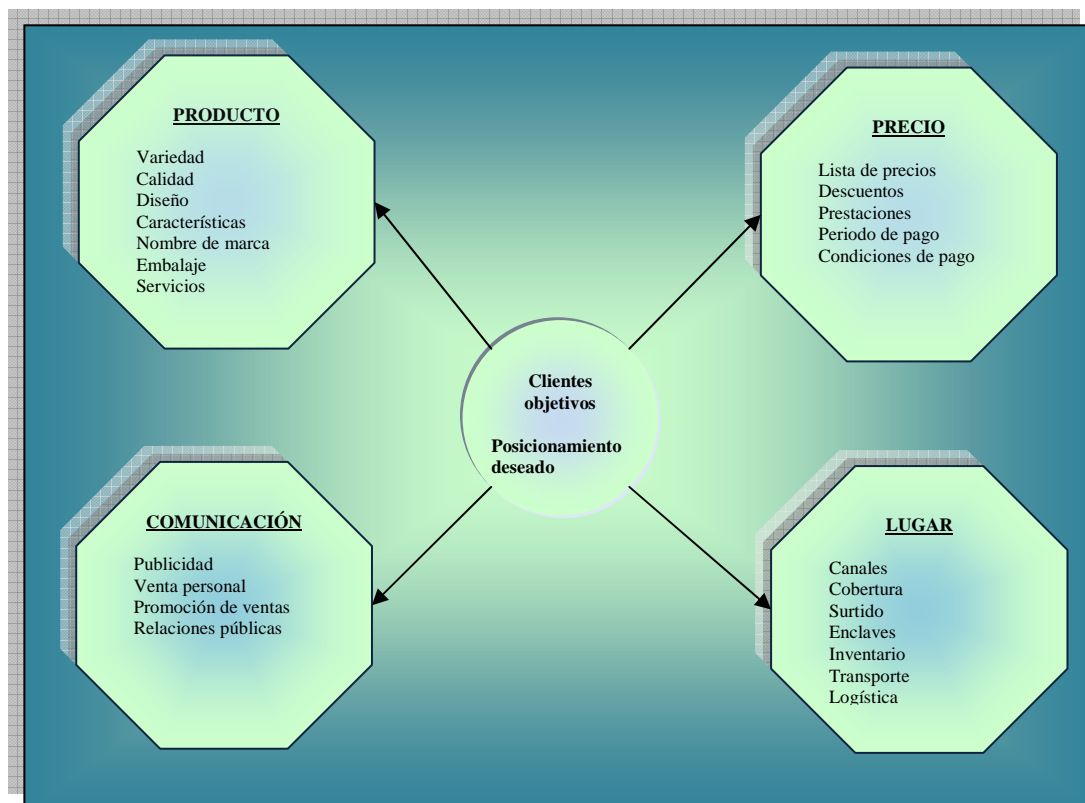 PRODUCTO
Variedad
Calidad
Diseño
Características
Nombre de marca
Embalaje
Servicios
PRECIO
Lista de precios
Descuentos
Prestaciones
Periodo de pago
Condiciones de pago
Clientes
objetivos
Posicionamiento
deseado
COMUNICACIÓN
Publicidad
Venta personal
Promoción de ventas
Relaciones públicas
LUGAR
Canales
Cobertura
Surtido
Enclaves
Inventario
Transporte
Logística